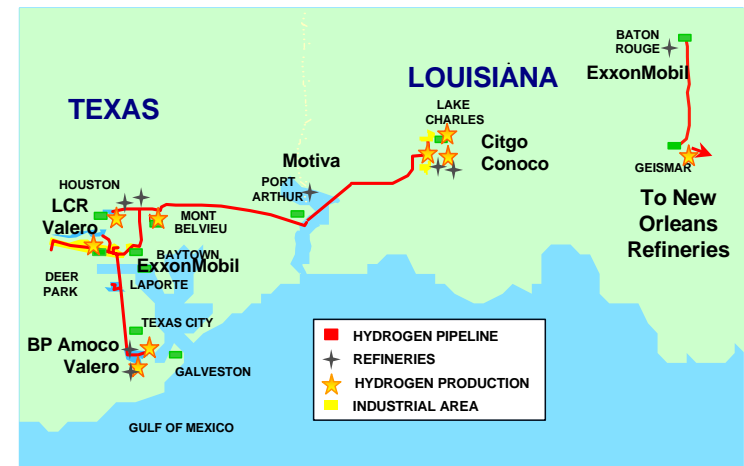 BATON
ROUGE
ExxonMobil
LOUISIANA
TEXAS
LAKE
CHARLES
Citgo
Conoco
Motiva
PORT
ARTHUR
GEISMAR
HOUSTON
LCR
Valero
MONT
BELVIEU
To New
Orleans
Refineries
BAYTOWN
ExxonMobil
DEER
PARK
LAPORTE
TEXAS CITY
BP Amoco
Valero
GALVESTON
GULF OF MEXICO
HYDROGEN PIPELINE
REFINERIES
HYDROGEN PRODUCTION
INDUSTRIAL AREA